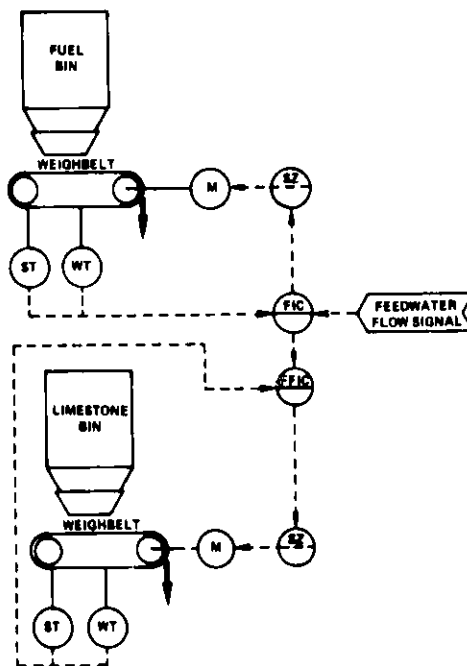 FUEL
BIN
WEIGHBELT
M
SZ
ST
WT
FIC
FEEDWATER
FLOW SIGNAL
FFIC
LIMESTONE
BIN
WEIGHBELT
M
SZ
ST
WT